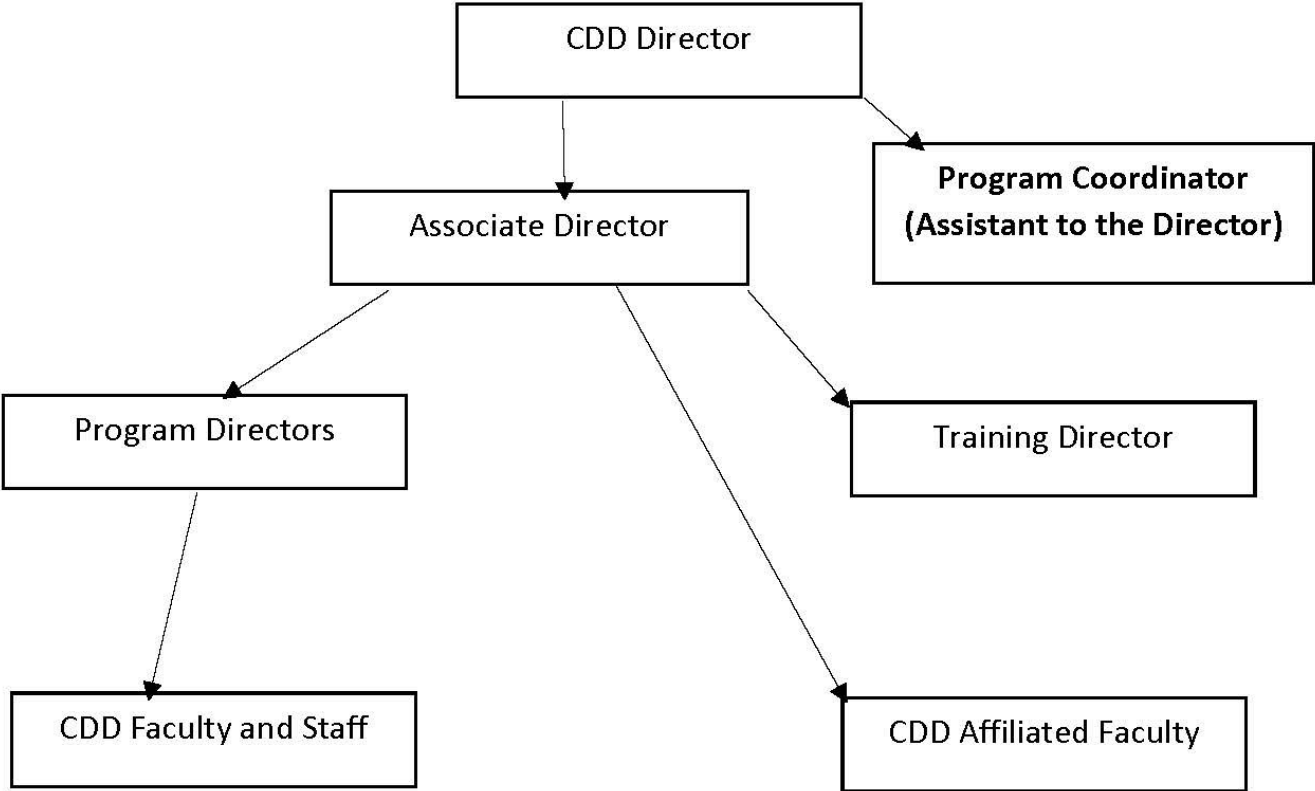 CDD Director
Program Coordinator
(Assistant to the Director)
Associate Director
Program Directors
Training Director
CDD Faculty and Staff
CDD Affiliated Faculty